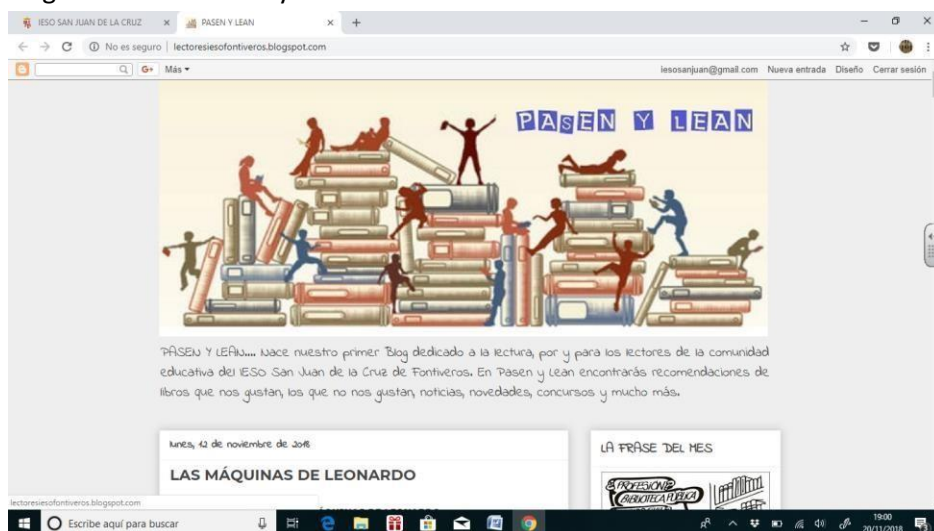 IESO SAN JUAN DE LA CRUZ
PASEN Y LEAN
No es seguro | lectoresiesofontiveros.blogspot.com
G+ Más
iesosanjuan@gmail.com Nueva entrada Diseño Cerrar sesión
PASEN Y LEAN
PASEN Y LEAN.... Nace nuestro primer Blog dedicado a la lectura, por y para los lectores de la comunidad
educativa del IESO San Juan de la Cruz de Fontiveros. En Pasen y Lean encontrarás recomendaciones de
libros que nos gustan, los que no nos gustan, noticias, novedades, concursos y mucho más.
lunes, 12 de noviembre de 2018
LAS MÁQUINAS DE LEONARDO
LA FRASE DEL MES
PROFESIÓN
BIBLIOTECA PÚBLICA
lectoresiesofontiveros.blogspot.com
Escribe aquí para buscar
19:00
20/11/2018